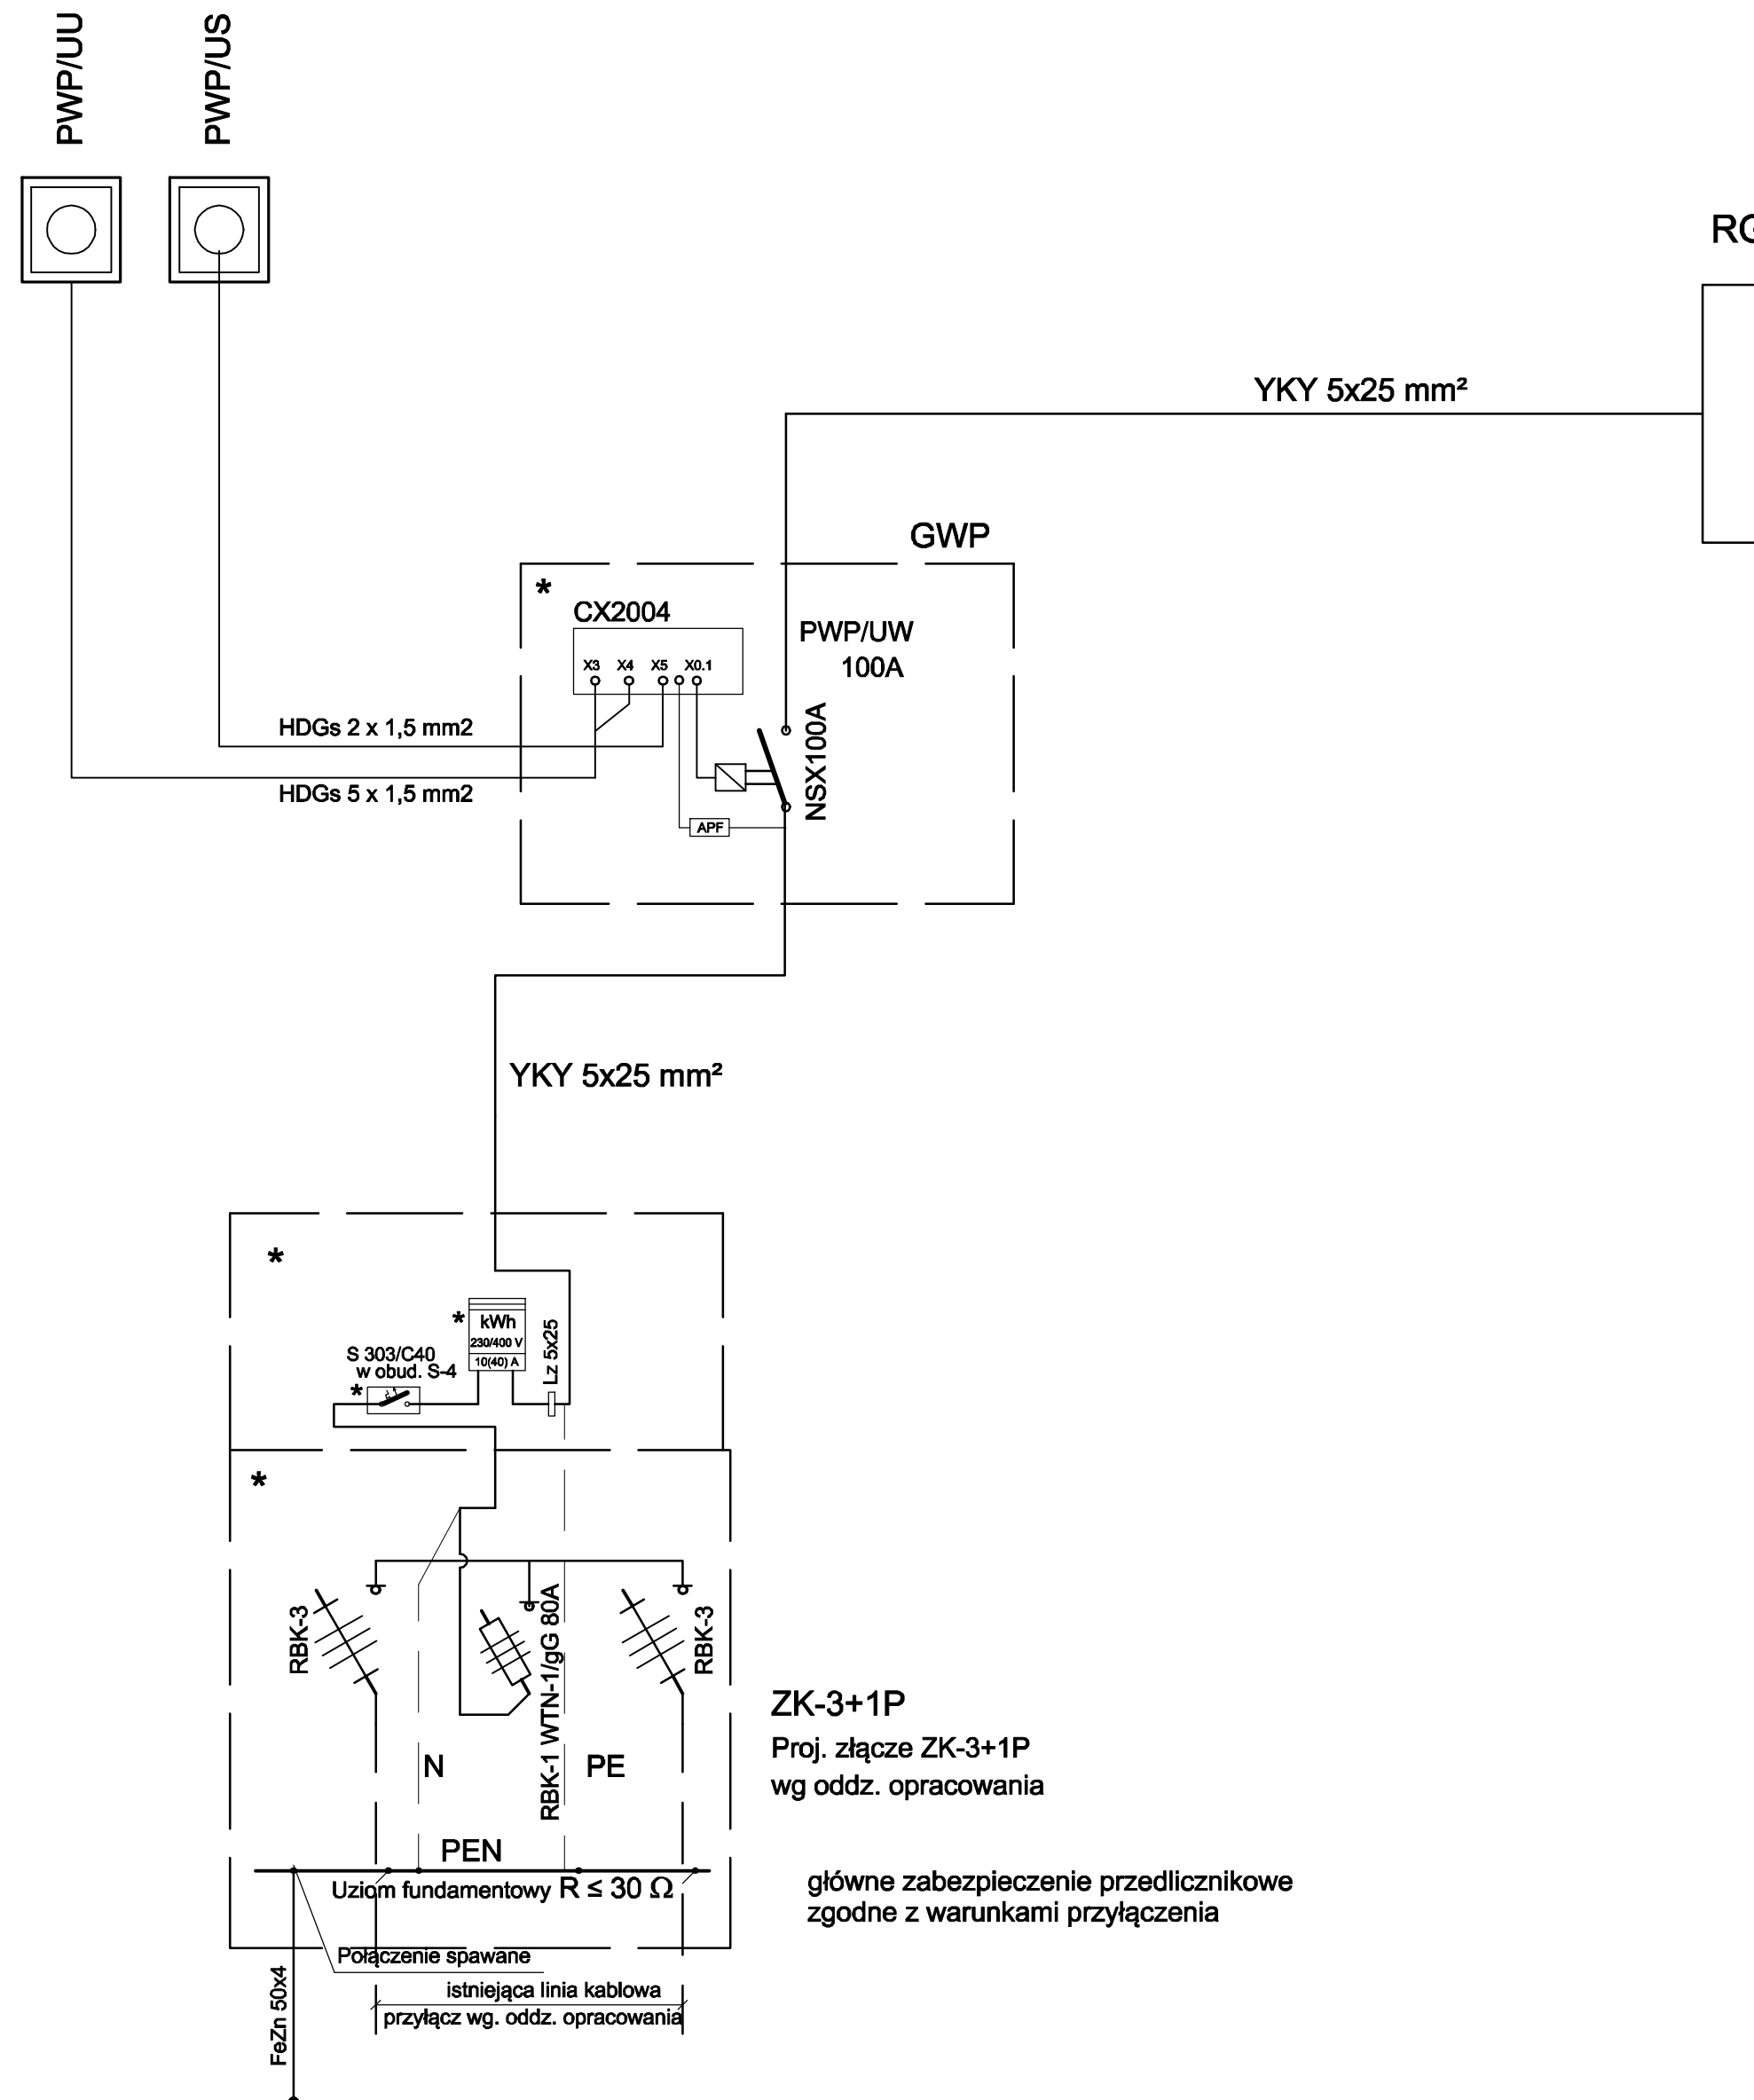 PWP/UU
PWP/US
RG
YKY 5x25 mm²
GWP
*
CX2004
PWP/UW
100A
X3 X4 X5 X0.1
NSX100A
HDGs 2 x 1,5 mm2
HDGs 5 x 1,5 mm2
APF
YKY 5x25 mm²
*
*
kWh
230/400 V
10(40) A
Lz 5x25
S 303/C40
w obud. S-4
*
*
RBK-3
RBK-1 WTN-1/gG 80A
RBK-3
N
PE
ZK-3+1P
Proj. złącze ZK-3+1P
wg oddz. opracowania
PEN
Uziom fundamentowy R ≤ 30 Ω
główne zabezpieczenie przedlicznikowe
zgodne z warunkami przyłączenia
Połączenie spawane
FeZn 50x4
istniejąca linia kablowa
przyłącz wg. oddz. opracowania